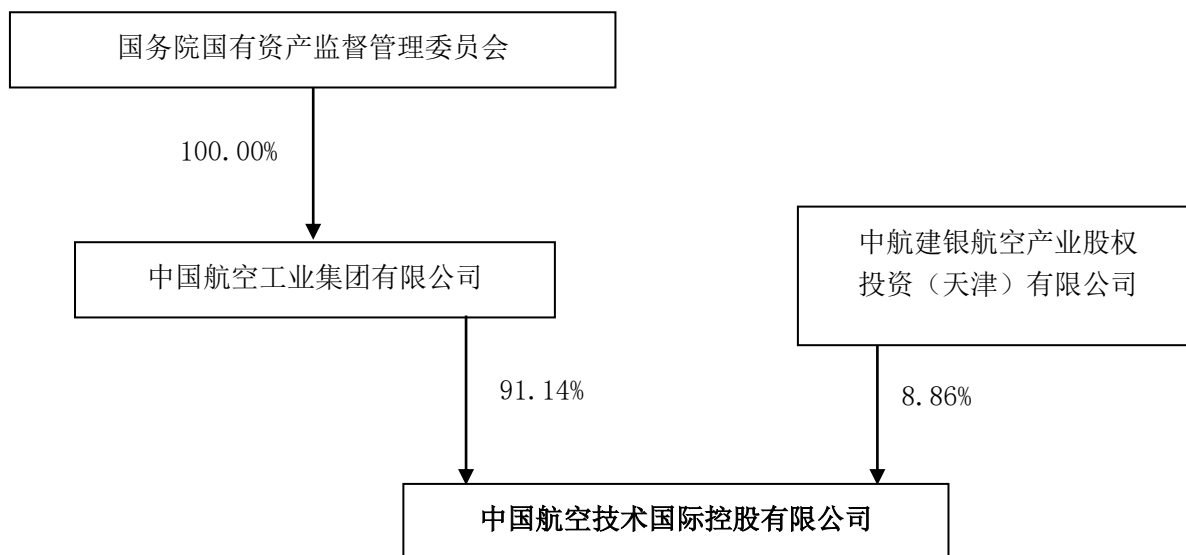 国务院国有资产监督管理委员会
100.00%
中国航空工业集团有限公司
中航建银航空产业股权
投资（天津）有限公司
91.14%
8.86%
中国航空技术国际控股有限公司